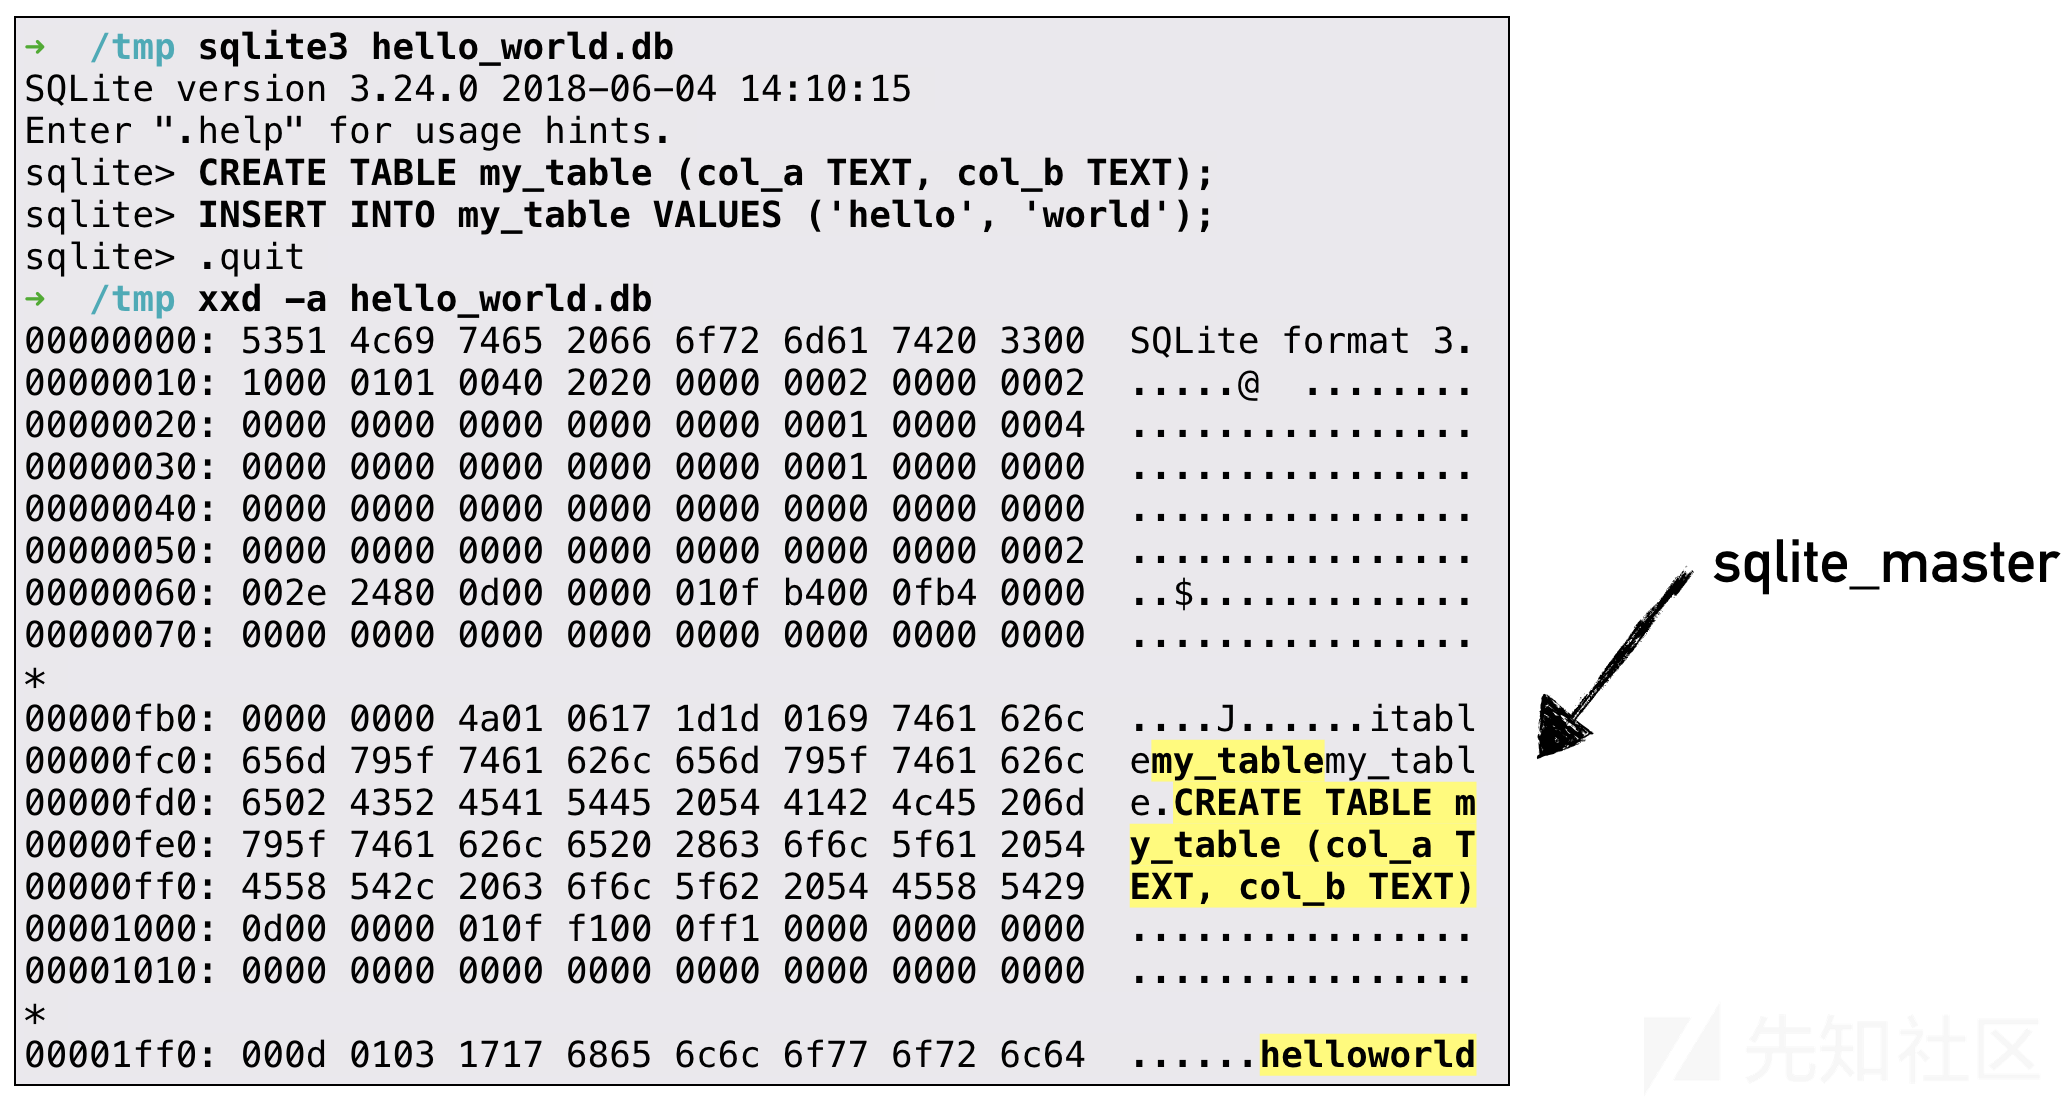 → /tmp sqlite3 hello_world.db
SQLite version 3.24.0 2018-06-04 14:10:15
Enter ".help" for usage hints.
sqlite> CREATE TABLE my_table (col_a TEXT, col_b TEXT);
sqlite> INSERT INTO my_table VALUES ('hello', 'world');
sqlite> .quit
→ /tmp xxd -a hello_world.db
00000000: 5351 4c69 7465 2066 6f72 6d61 7420 3300  SQLite format 3.
00000010: 1000 0101 0040 2020 0000 0002 0000 0002  .....@  ........
00000020: 0000 0000 0000 0000 0000 0001 0000 0004  ................
00000030: 0000 0000 0000 0000 0000 0001 0000 0000  ................
00000040: 0000 0000 0000 0000 0000 0000 0000 0000  ................
00000050: 0000 0000 0000 0000 0000 0000 0000 0002  ................
00000060: 002e 2480 0d00 0000 010f b400 0fb4 0000  ..$.............
00000070: 0000 0000 0000 0000 0000 0000 0000 0000  ................
*
00000fb0: 0000 0000 4a01 0617 1d1d 0169 7461 626c  ....J......itabl
00000fc0: 656d 795f 7461 626c 656d 795f 7461 626c  emy_tablemy_tabl
00000fd0: 6502 4352 4541 5445 2054 4142 4c45 206d  e.CREATE TABLE m
00000fe0: 795f 7461 626c 6520 2863 6f6c 5f61 2054  y_table (col_a T
00000ff0: 4558 542c 2063 6f6c 5f62 2054 4558 5429  EXT, col_b TEXT)
00001000: 0d00 0000 010f f100 0ff1 0000 0000 0000  ................
00001010: 0000 0000 0000 0000 0000 0000 0000 0000  ................
*
00001ff0: 000d 0103 1717 6865 6c6c 6f77 6f72 6c64  ......helloworld
sqlite_master
先知社区